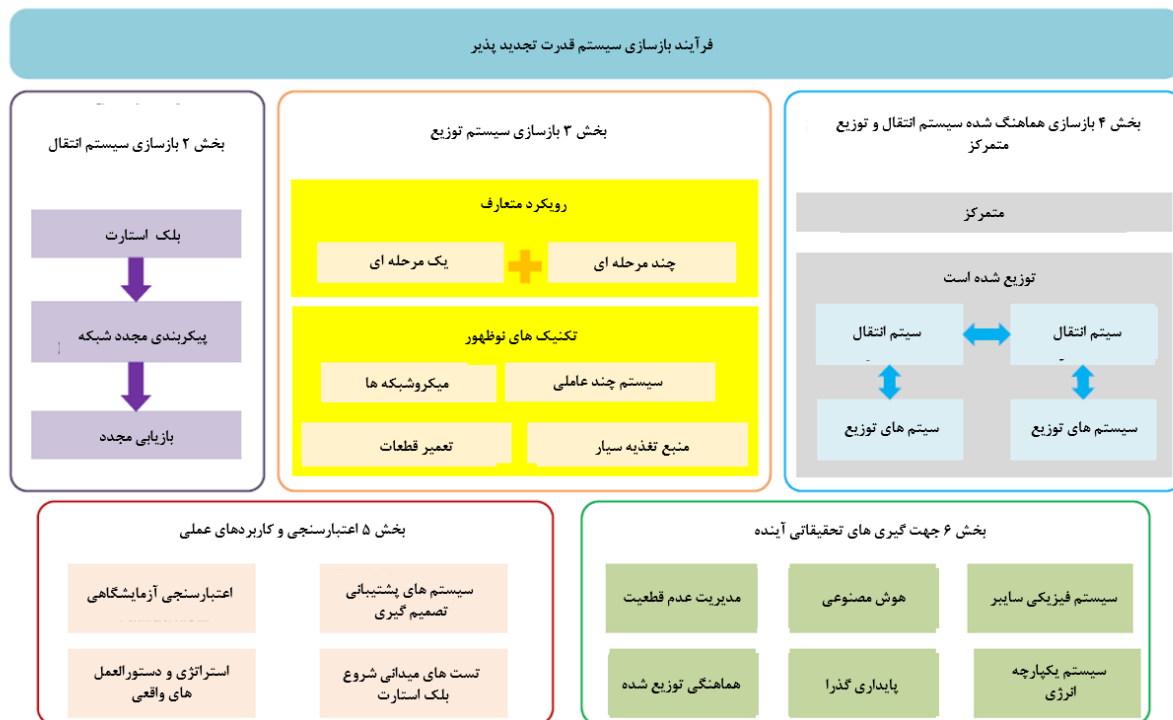 فرآیند بازسازی سیستم قدرت تجدید پذیر
بخش ۲ بازسازی سیستم انتقال
بلک استارت
پیکربندی مجدد شبکه
بازیابی مجدد
بخش ۳ بازسازی سیستم توزیع
رویکرد متعارف
یک مرحله ای
چند مرحله ای
تکنیک های نوظهور
میکروشبکه ها
سیستم چند عاملی
تعمیر قطعات
منبع تغذیه سیار
بخش ۴ بازسازی هماهنگ شده سیستم انتقال و توزیع
متمرکز
متمرکز
توزیع شده است
سیتم انتقال
سیتم انتقال
سیتم های توزیع
سیستم های توزیع
بخش ۵ اعتبارسنجی و کاربردهای عملی
اعتبارسنجی آزمایشگاهی
سیستم های پشتیبانی
تصمیم گیری
استراتژی و دستورالعمل
های واقعی
تست های میدانی شروع
بلک استارت
بخش ۶ جهت گیری های تحقیقاتی آینده
مدیریت عدم قطعیت
هوش مصنوعی
سیستم فیزیکی سایبر
هماهنگی توزیع شده
پایداری گذرا
سیستم یکپارچه
انرژی